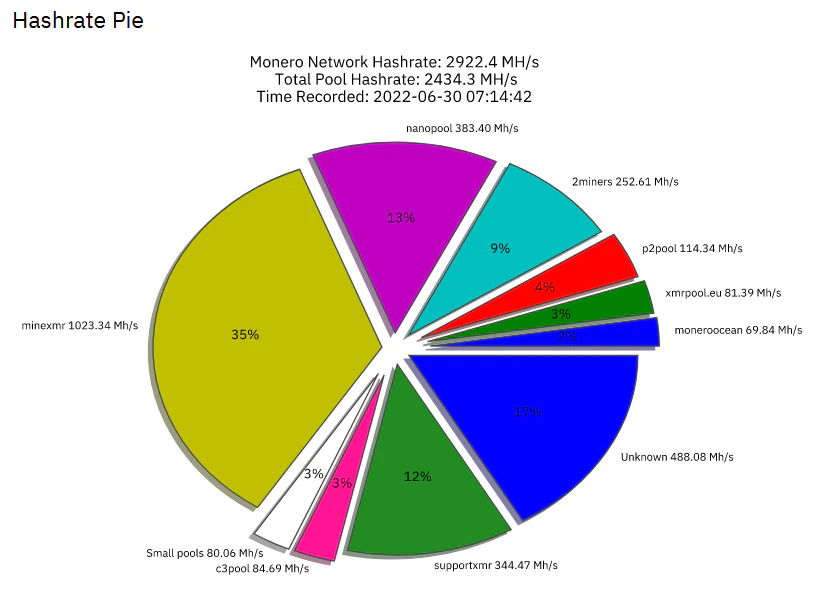 Hashrate Pie
Monero Network Hashrate: 2922.4 MH/s
Total Pool Hashrate: 2434.3 MH/s
Time Recorded: 2022-06-30 07:14:42
nanopool 383.40 Mh/s
2miners 252.61 Mh/s
13%
9%
p2pool 114.34 Mh/s
4%
xmrpool.eu 81.39 Mh/s
3%
minexmr 1023.34 Mh/s
35%
2%
moneroocean 69.84 Mh/s
17%
Unknown 488.08 Mh/s
3%
3%
12%
Small pools 80.06 Mh/s
c3pool 84.69 Mh/s
supportxmr 344.47 Mh/s